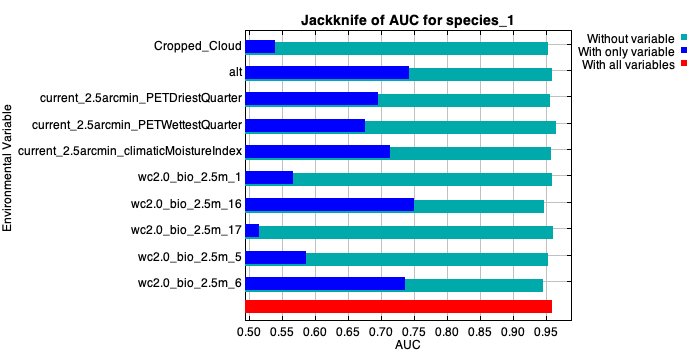 Jackknife of AUC for species_1
Without variable
With only variable
With all variables
Environmental Variable
Cropped_Cloud
alt
current_2.5arcmin_PETDriestQuarter
current_2.5arcmin_PETWettestQuarter
current_2.5arcmin_climaticMoistureIndex
wc2.0_bio_2.5m_1
wc2.0_bio_2.5m_16
wc2.0_bio_2.5m_17
wc2.0_bio_2.5m_5
wc2.0_bio_2.5m_6
0.50 0.55 0.60 0.65 0.70 0.75 0.80 0.85 0.90 0.95
AUC